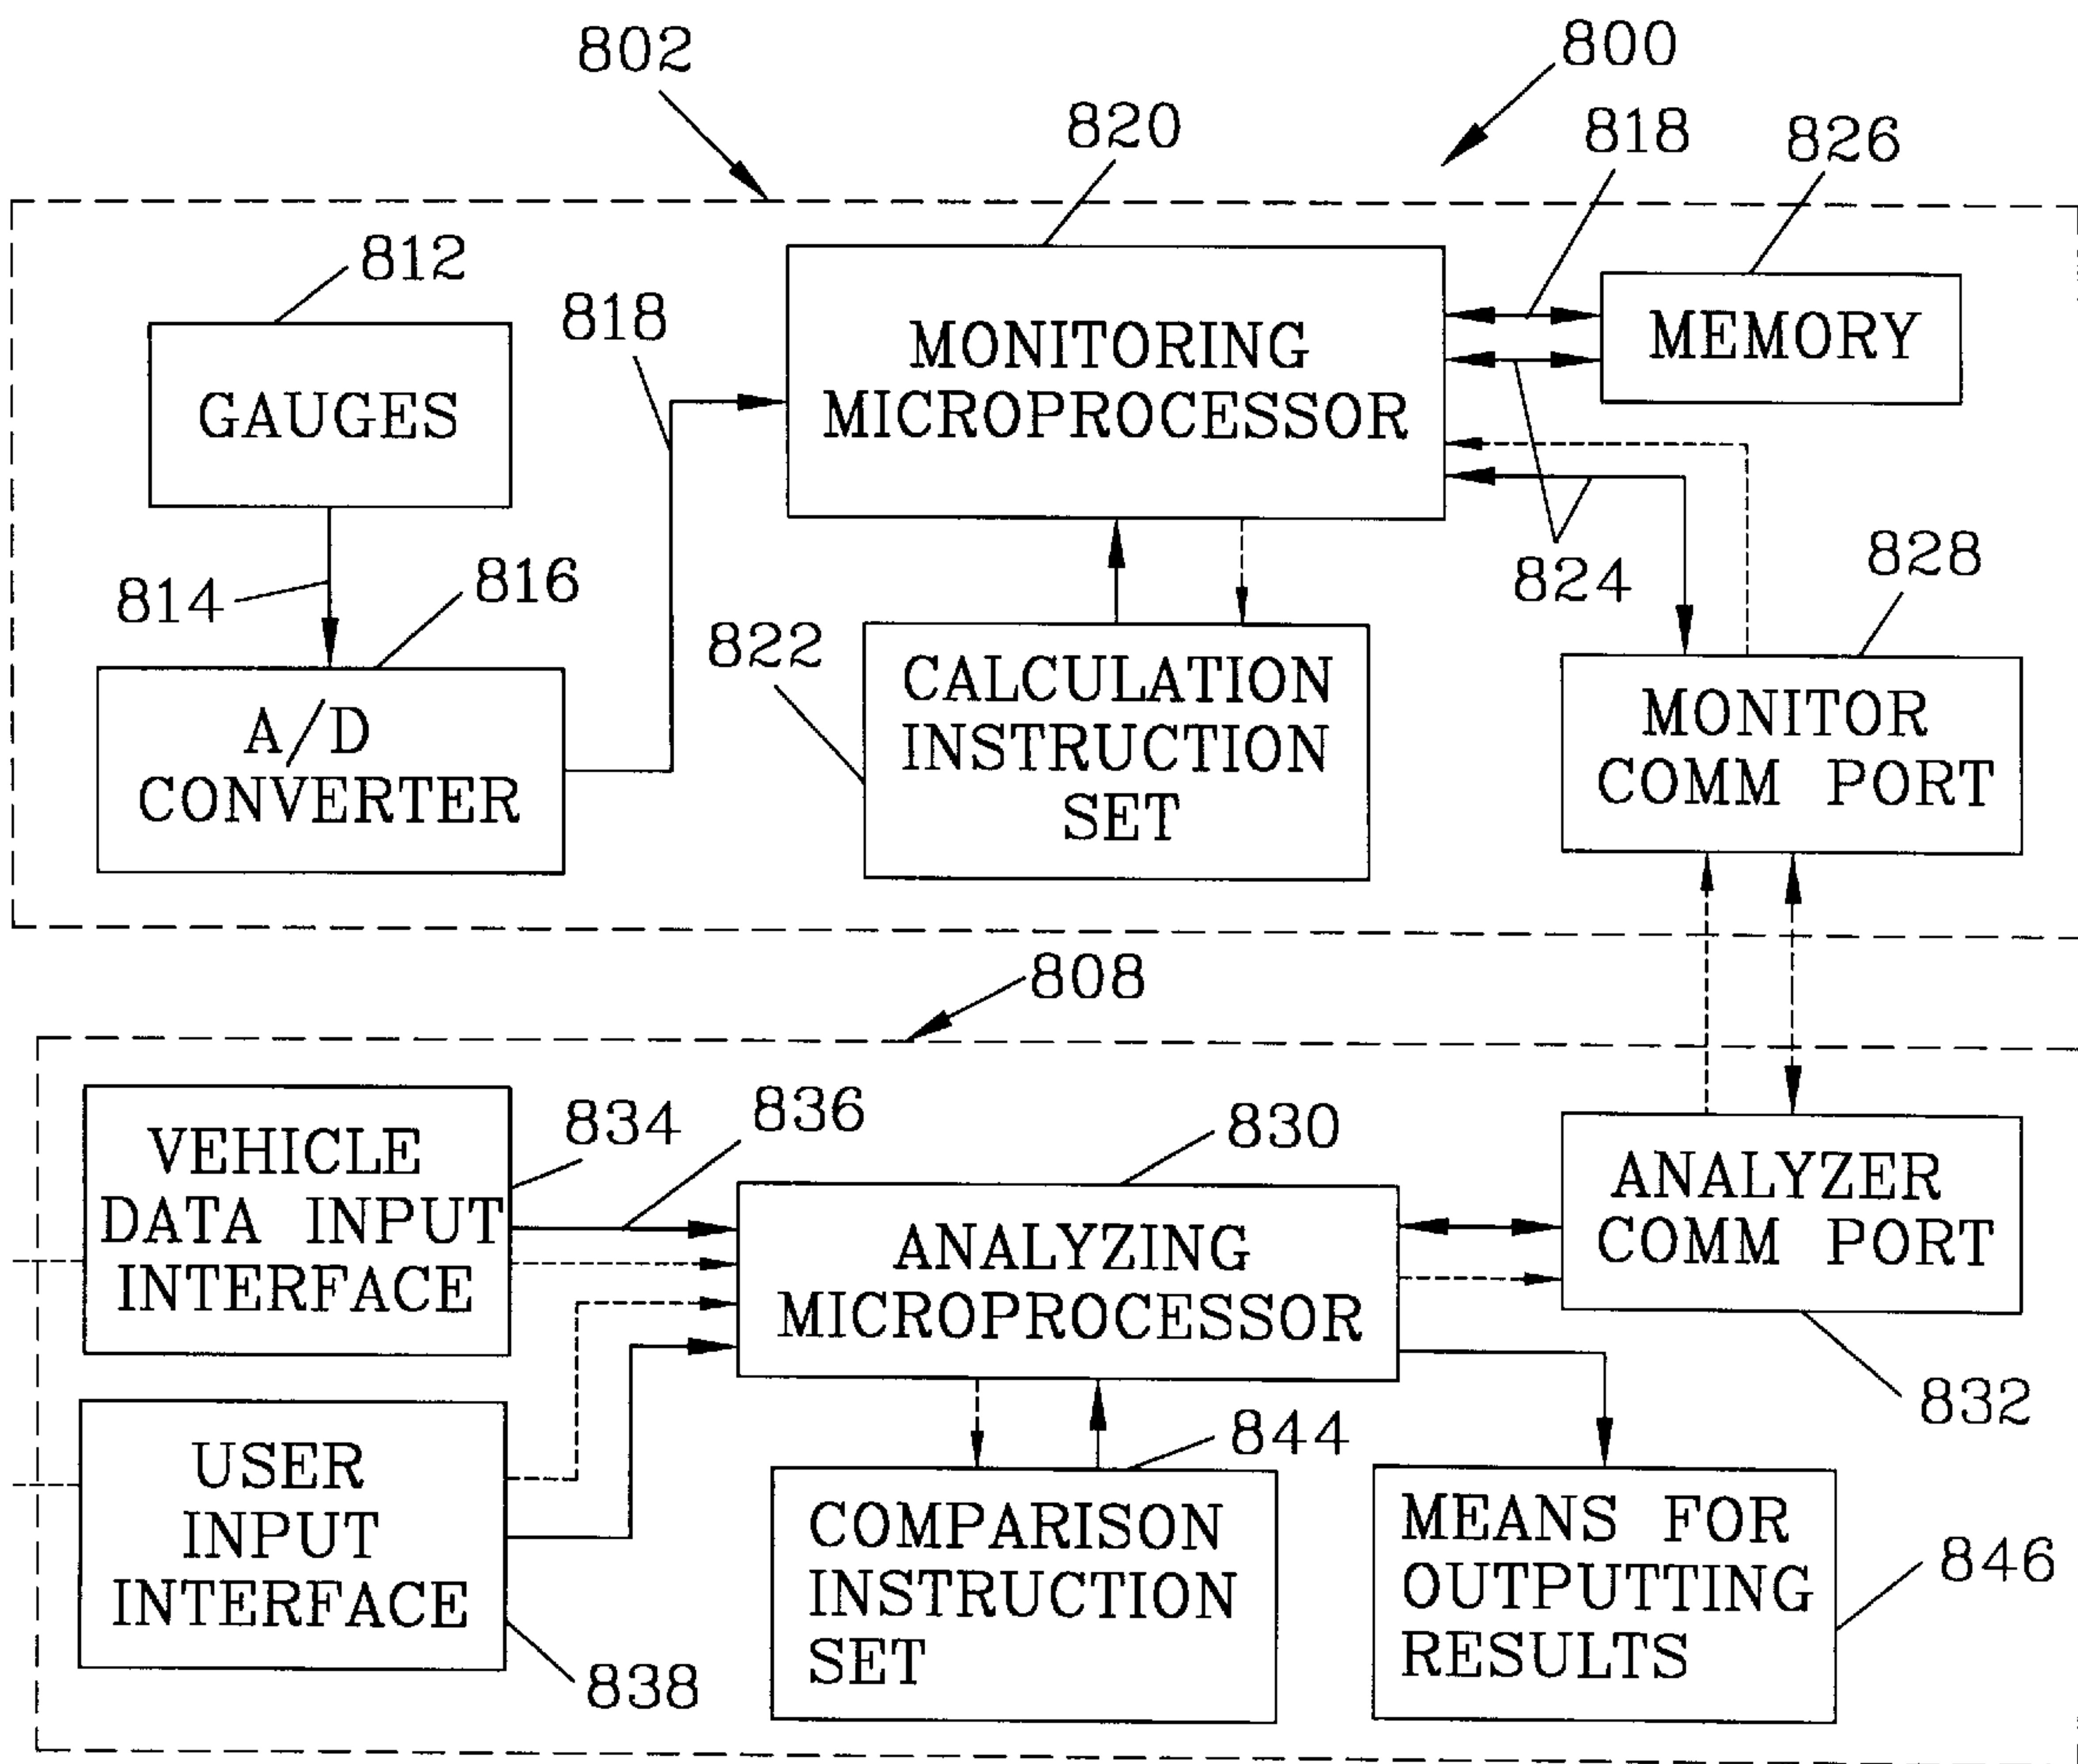 802
800
820
818
826
812
818
GAUGES
MONITORING
MICROPROCESSOR
MEMORY
814
816
824
828
822
A/D
CONVERTER
CALCULATION
INSTRUCTION
SET
MONITOR
COMM PORT
808
834
836
830
VEHICLE
DATA INPUT
INTERFACE
ANALYZING
MICROPROCESSOR
ANALYZER
COMM PORT
832
844
USER
INPUT
INTERFACE
838
COMPARISON
INSTRUCTION
SET
MEANS FOR
OUTPUTTING
RESULTS
846